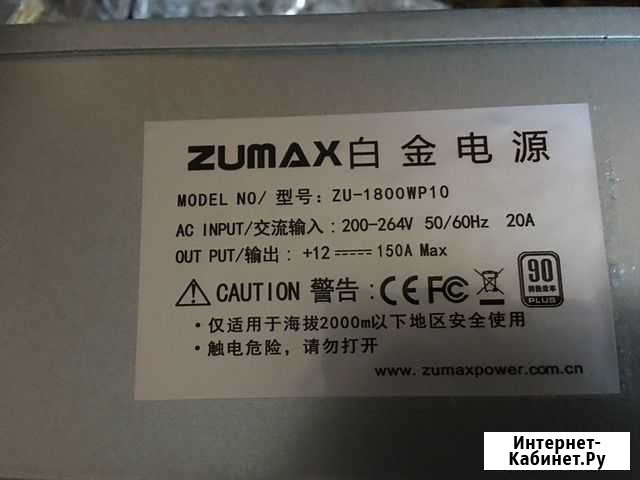 ZUMAX白金电源
MODEL NO/ 型号: ZU-1800WP10
AC INPUT/交流输入: 200-264V 50/60Hz 20A
OUT PUT/输出: +12 150A Max
CAUTION 警告: CE FC
90
PLUS
·仅适用于海拔2000m以下地区安全使用
·触电危险, 请勿打开
www.zumaxpower.com.cn
Интернет-
Кабинет.Ру